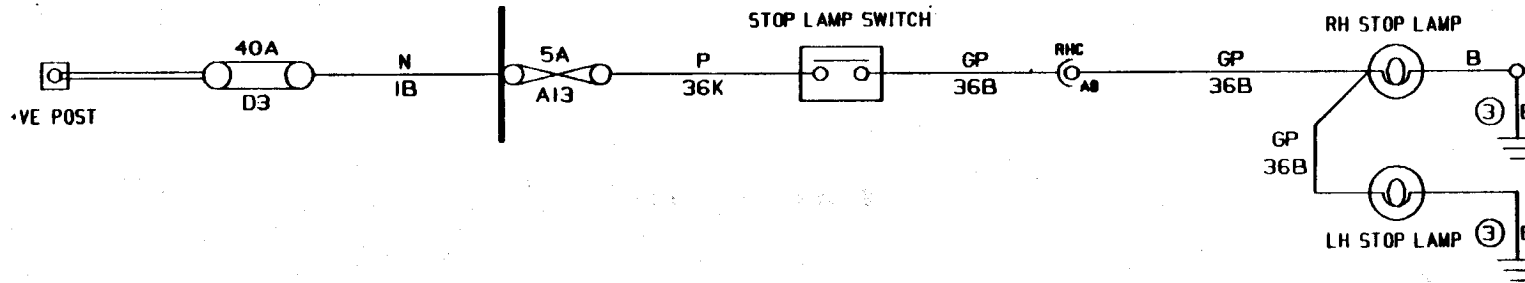 STOP LAMP SWITCH
RH STOP LAMP
40A
D3
+VE POST
N
1B
5A
A13
P
36K
GP
36B
RHC
A8
GP
36B
B
3
GP
36B
LH STOP LAMP
3